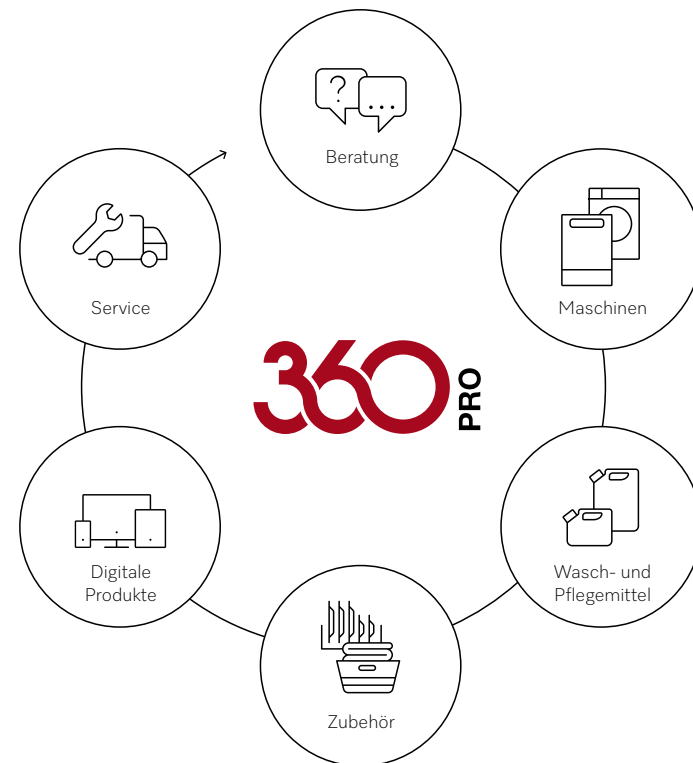 ? ...
Beratung
Maschinen
Wasch- und
Pflegemittel
Zubehör
Digitale
Produkte
Service
360 PRO